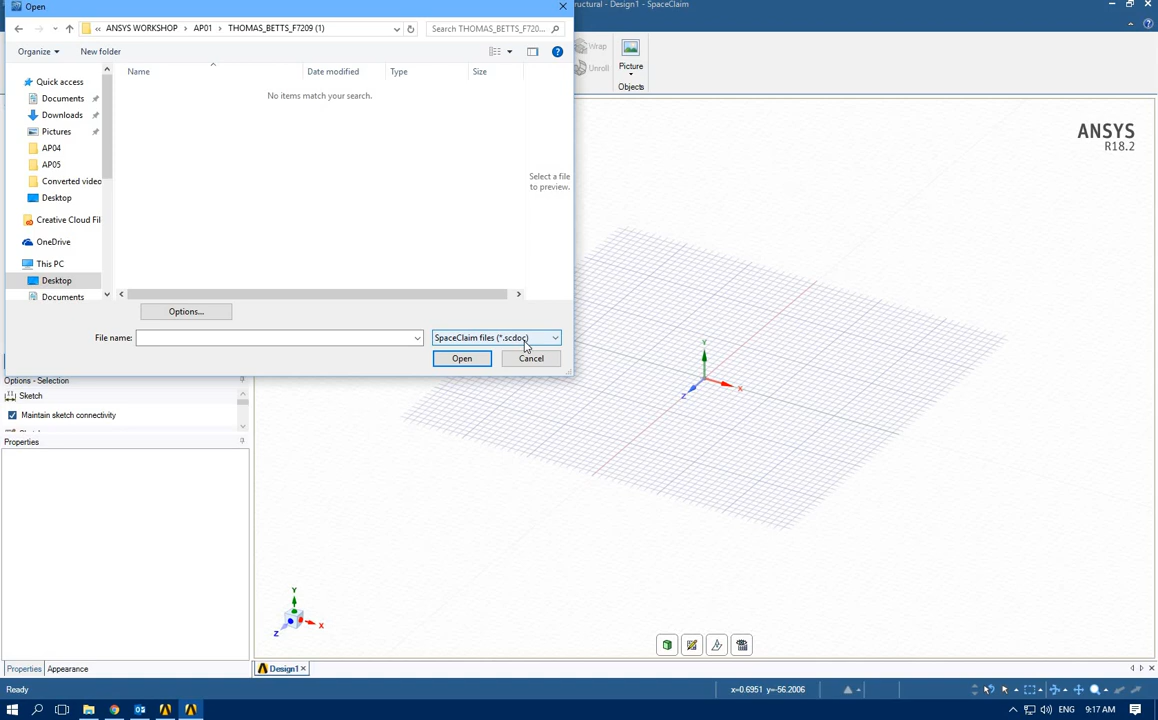 Open
uctural - Design1 - SpaceClaim
« ANSYS WORKSHOP › AP01 › THOMAS_BETTS_F7209 (1)
Search THOMAS_BETTS_F720...
Organize
New folder
Name
Date modified
Type
Size
No items match your search.
Quick access
Documents
Downloads
Pictures
AP04
AP05
Converted video
Desktop
Creative Cloud Fil
OneDrive
This PC
Desktop
Documents
Select a file
to preview.
Options...
File name:
SpaceClaim files (*.scdoc)
Open
Cancel
Wrap
Unroll
Picture
Objects
ANSYS
R18.2
Options - Selection
Sketch
Maintain sketch connectivity
Properties
Y
X
Z
Y
X
Z
Properties
Appearance
Design1
Ready
x=0.6951 y=-56.2006
ENG
9:17 AM